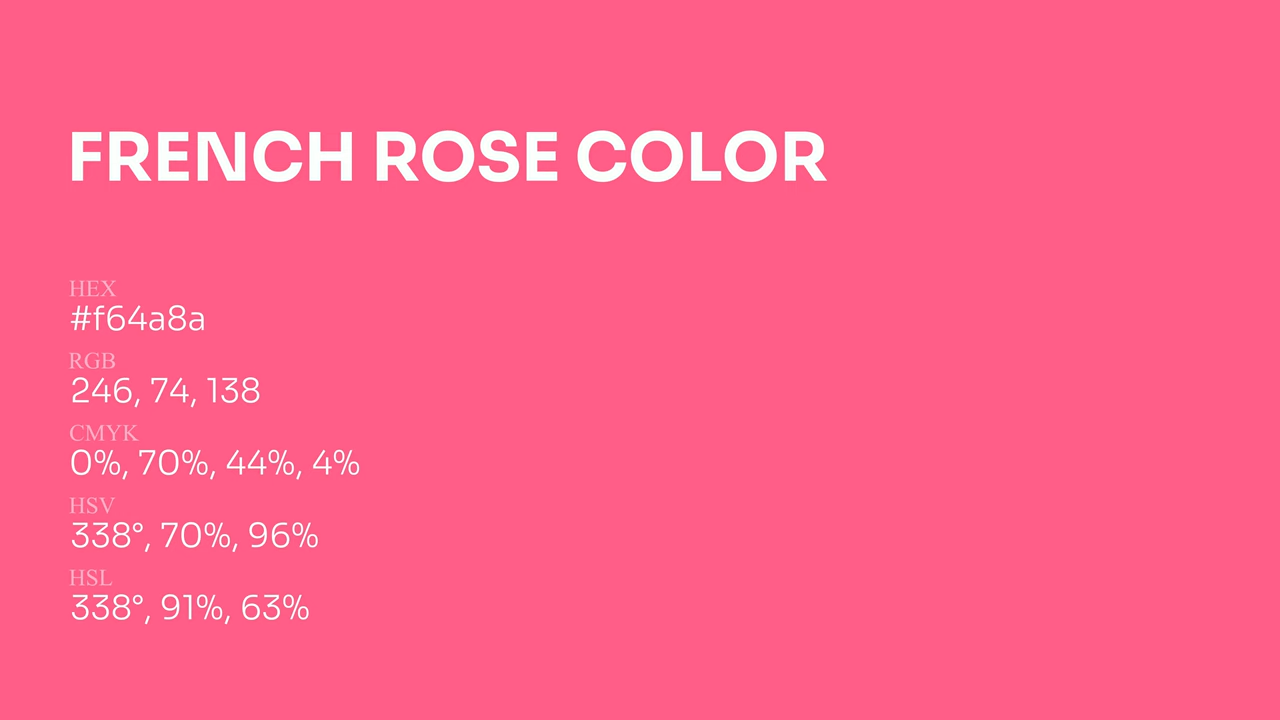 FRENCH ROSE COLOR
HEX
#f64a8a
RGB
246, 74, 138
CMYK
0%, 70%, 44%, 4%
HSV
338°, 70%, 96%
HSL
338°, 91%, 63%